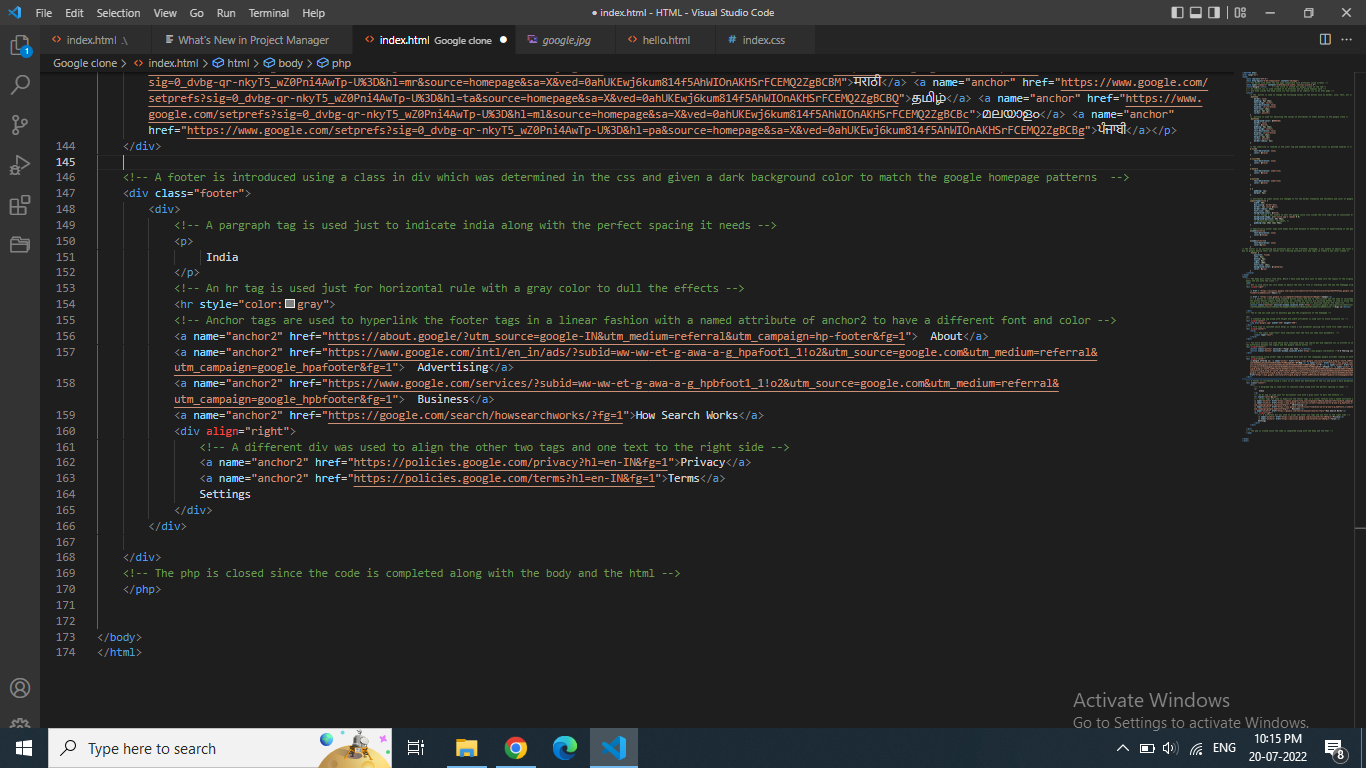 File Edit Selection View Go Run Terminal Help ● index.html - HTML - Visual Studio Code
index.html .\ What's New in Project Manager index.html Google clone ● google.jpg hello.html index.css
Google clone > index.html > html > body > php
sig=0_dvbg-qr-nkyT5_wZ0Pni4AwTp-U%3D&hl=mr&source=homepage&sa=X&ved=0ahUKEwj6kum814f5AhWIOnAKHSrFCEMQ2ZgBCBM">मराठी</a> <a name="anchor" href="https://www.google.com/
setprefs?sig=0_dvbg-qr-nkyT5_wZ0Pni4AwTp-U%3D&hl=ta&source=homepage&sa=X&ved=0ahUKEwj6kum814f5AhWIOnAKHSrFCEMQ2ZgBCBQ">தமிழ்</a> <a name="anchor" href="https://www.
google.com/setprefs?sig=0_dvbg-qr-nkyT5_wZ0Pni4AwTp-U%3D&hl=ml&source=homepage&sa=X&ved=0ahUKEwj6kum814f5AhWIOnAKHSrFCEMQ2ZgBCBc">മലയാളം</a> <a name="anchor"
href="https://www.google.com/setprefs?sig=0_dvbg-qr-nkyT5_wZ0Pni4AwTp-U%3D&hl=pa&source=homepage&sa=X&ved=0ahUKEwj6kum814f5AhWIOnAKHSrFCEMQ2ZgBCBg">ਪੰਜਾਬੀ</a></p>
144 </div>
145
146 <!-- A footer is introduced using a class in div which was determined in the css and given a dark background color to match the google homepage patterns -->
147 <div class="footer">
148 <div>
149 <!-- A pargraph tag is used just to indicate india along with the perfect spacing it needs -->
150 <p>
151 India
152 </p>
153 <!-- An hr tag is used just for horizontal rule with a gray color to dull the effects -->
154 <hr style="color:gray">
155 <!-- Anchor tags are used to hyperlink the footer tags in a linear fashion with a named attribute of anchor2 to have a different font and color -->
156 <a name="anchor2" href="https://about.google/?utm_source=google-IN&utm_medium=referral&utm_campaign=hp-footer&fg=1"> About</a>
157 <a name="anchor2" href="https://www.google.com/intl/en_in/ads/?subid=ww-ww-et-g-awa-a-g_hpafoot1_1!o2&utm_source=google.com&utm_medium=referral&
utm_campaign=google_hpafooter&fg=1"> Advertising</a>
158 <a name="anchor2" href="https://www.google.com/services/?subid=ww-ww-et-g-awa-a-g_hpbfoot1_1!o2&utm_source=google.com&utm_medium=referral&
utm_campaign=google_hpbfooter&fg=1"> Business</a>
159 <a name="anchor2" href="https://google.com/search/howsearchworks/?fg=1">How Search Works</a>
160 <div align="right">
161 <!-- A different div was used to align the other two tags and one text to the right side -->
162 <a name="anchor2" href="https://policies.google.com/privacy?hl=en-IN&fg=1">Privacy</a>
163 <a name="anchor2" href="https://policies.google.com/terms?hl=en-IN&fg=1">Terms</a>
164 Settings
165 </div>
166 </div>
167
168 </div>
169 <!-- The php is closed since the code is completed along with the body and the html -->
170 </php>
171
172
173 </body>
174 </html>
1
Activate Windows
Go to Settings to activate Windows.
Type here to search
ENG
10:15 PM
20-07-2022
8